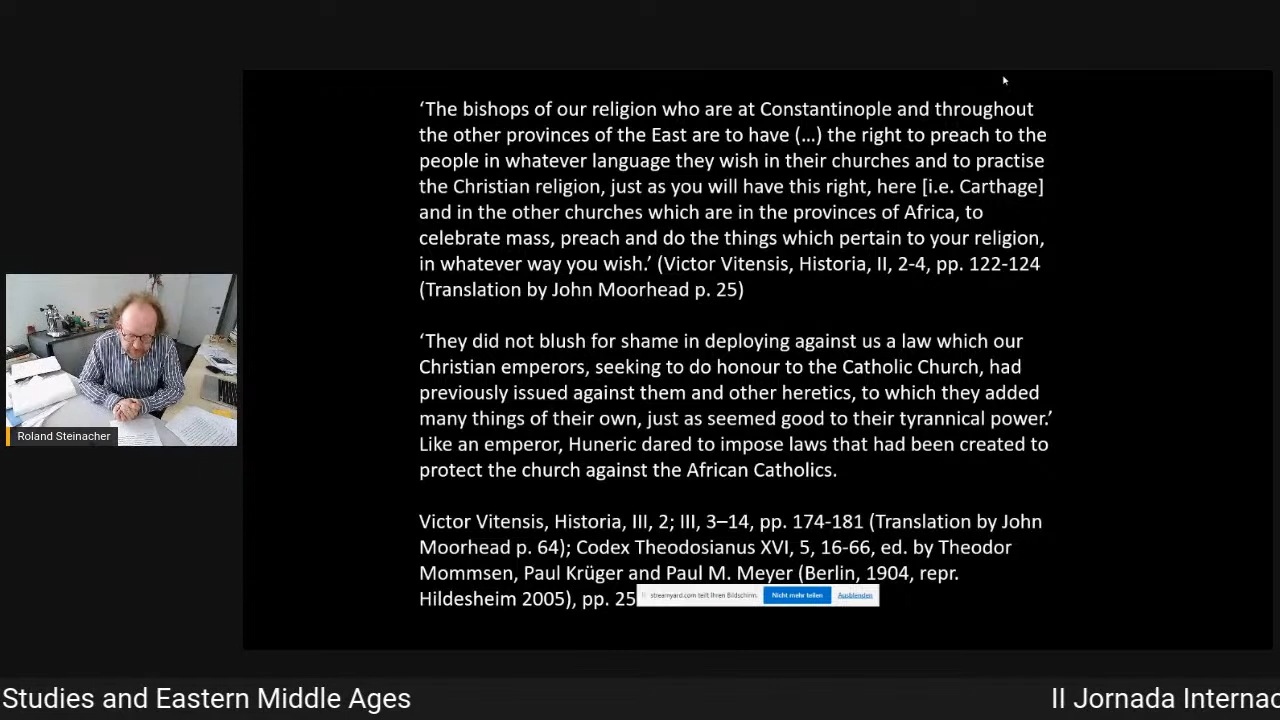 ‘The bishops of our religion who are at Constantinople and throughout
the other provinces of the East are to have (…) the right to preach to the
people in whatever language they wish in their churches and to practise
the Christian religion, just as you will have this right, here [i.e. Carthage]
and in the other churches which are in the provinces of Africa, to
celebrate mass, preach and do the things which pertain to your religion,
in whatever way you wish.’ (Victor Vitensis, Historia, II, 2-4, pp. 122-124
(Translation by John Moorhead p. 25)
‘They did not blush for shame in deploying against us a law which our
Christian emperors, seeking to do honour to the Catholic Church, had
previously issued against them and other heretics, to which they added
many things of their own, just as seemed good to their tyrannical power.’
Like an emperor, Huneric dared to impose laws that had been created to
protect the church against the African Catholics.
Victor Vitensis, Historia, III, 2; III, 3–14, pp. 174-181 (Translation by John
Moorhead p. 64); Codex Theodosianus XVI, 5, 16-66, ed. by Theodor
Mommsen, Paul Krüger and Paul M. Meyer (Berlin, 1904, repr.
Hildesheim 2005), pp. 25
streamyard.com teilt Ihren Bildschirm. Nicht mehr teilen Ausblenden
Roland Steinacher
Studies and Eastern Middle Ages II Jornada Internac